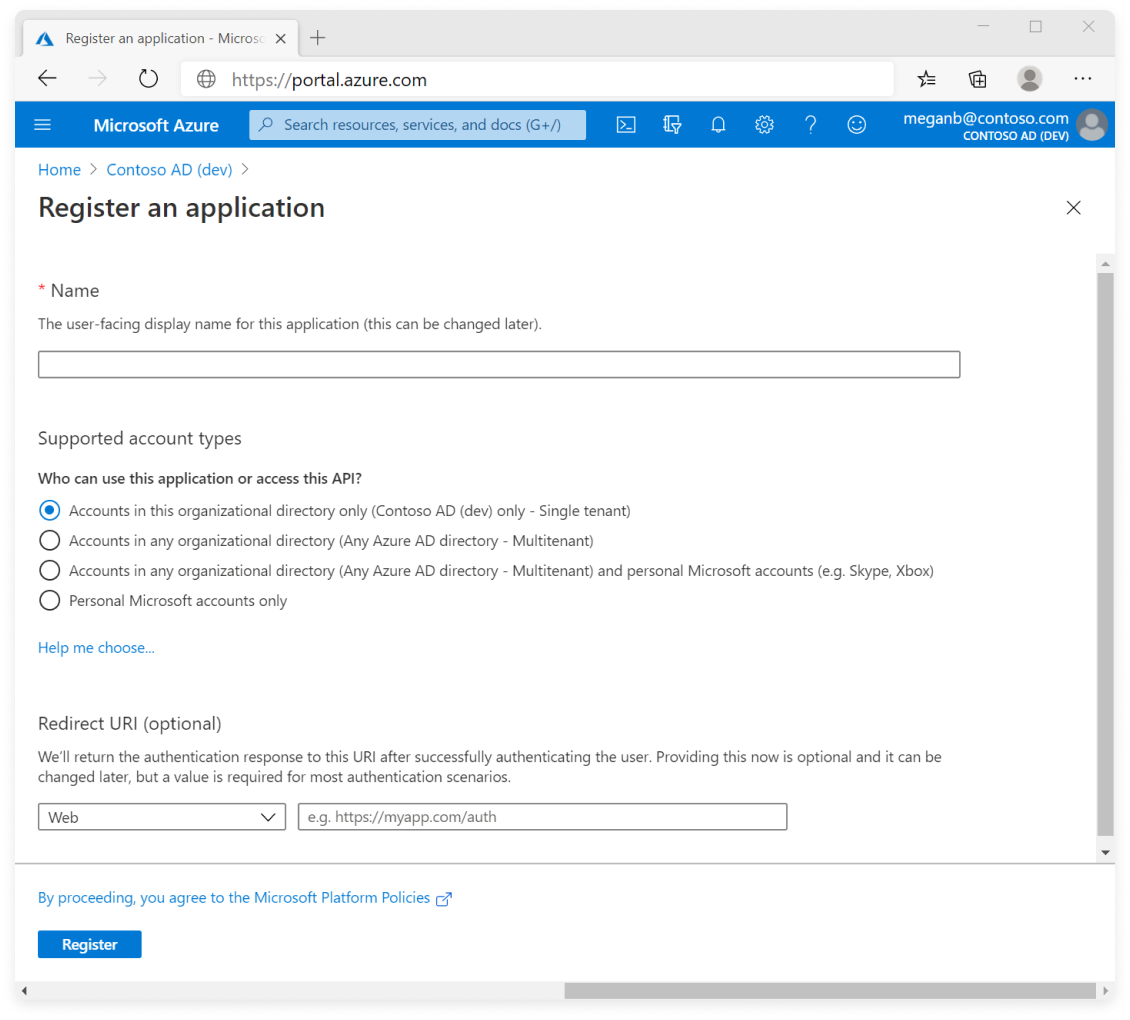 Register an application - Microso
https://portal.azure.com
Microsoft Azure
Search resources, services, and docs (G+/)
meganb@contoso.com
CONTOSO AD (DEV)
Home > Contoso AD (dev) >
Register an application
* Name
The user-facing display name for this application (this can be changed later).
Supported account types
Who can use this application or access this API?
Accounts in this organizational directory only (Contoso AD (dev) only - Single tenant)
Accounts in any organizational directory (Any Azure AD directory - Multitenant)
Accounts in any organizational directory (Any Azure AD directory - Multitenant) and personal Microsoft accounts (e.g. Skype, Xbox)
Personal Microsoft accounts only
Help me choose...
Redirect URI (optional)
We'll return the authentication response to this URI after successfully authenticating the user. Providing this now is optional and it can be
changed later, but a value is required for most authentication scenarios.
Web
e.g. https://myapp.com/auth
By proceeding, you agree to the Microsoft Platform Policies
Register